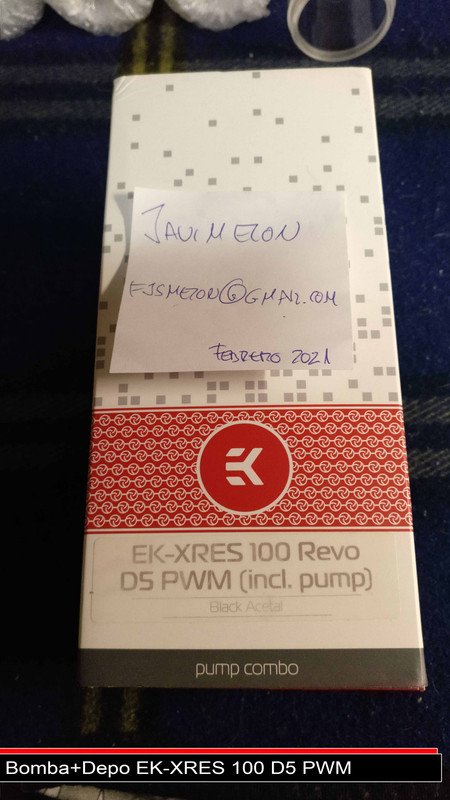 JAVIMELON
FJSMELON@GMAIL.COM
FEBRERO 2021
EK
EK-XRES 100 Revo
D5 PWM (incl. pump)
Black Acetal
pump combo
Bomba+Depo EK-XRES 100 D5 PWM